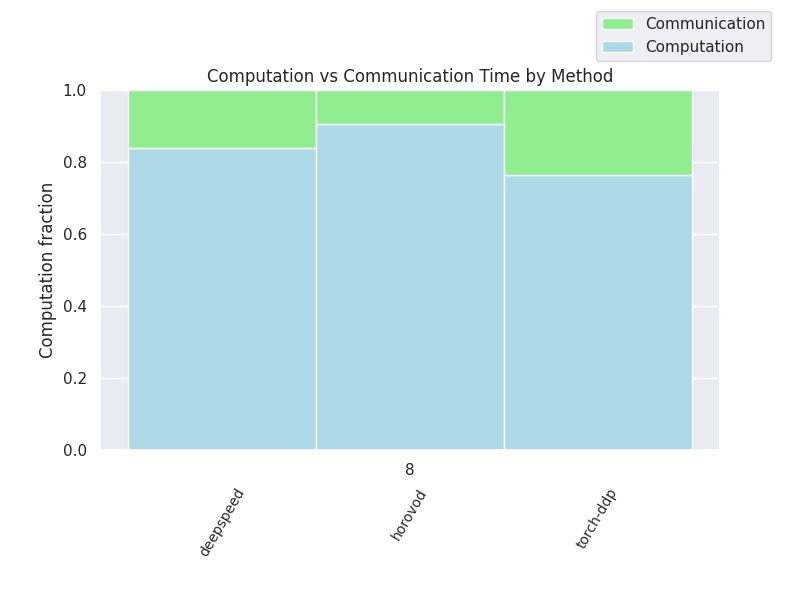 Communication
Computation
Computation vs Communication Time by Method
Computation fraction
1.0
0.8
0.6
0.4
0.2
0.0
8
deepspeed
horovod
torch-ddp